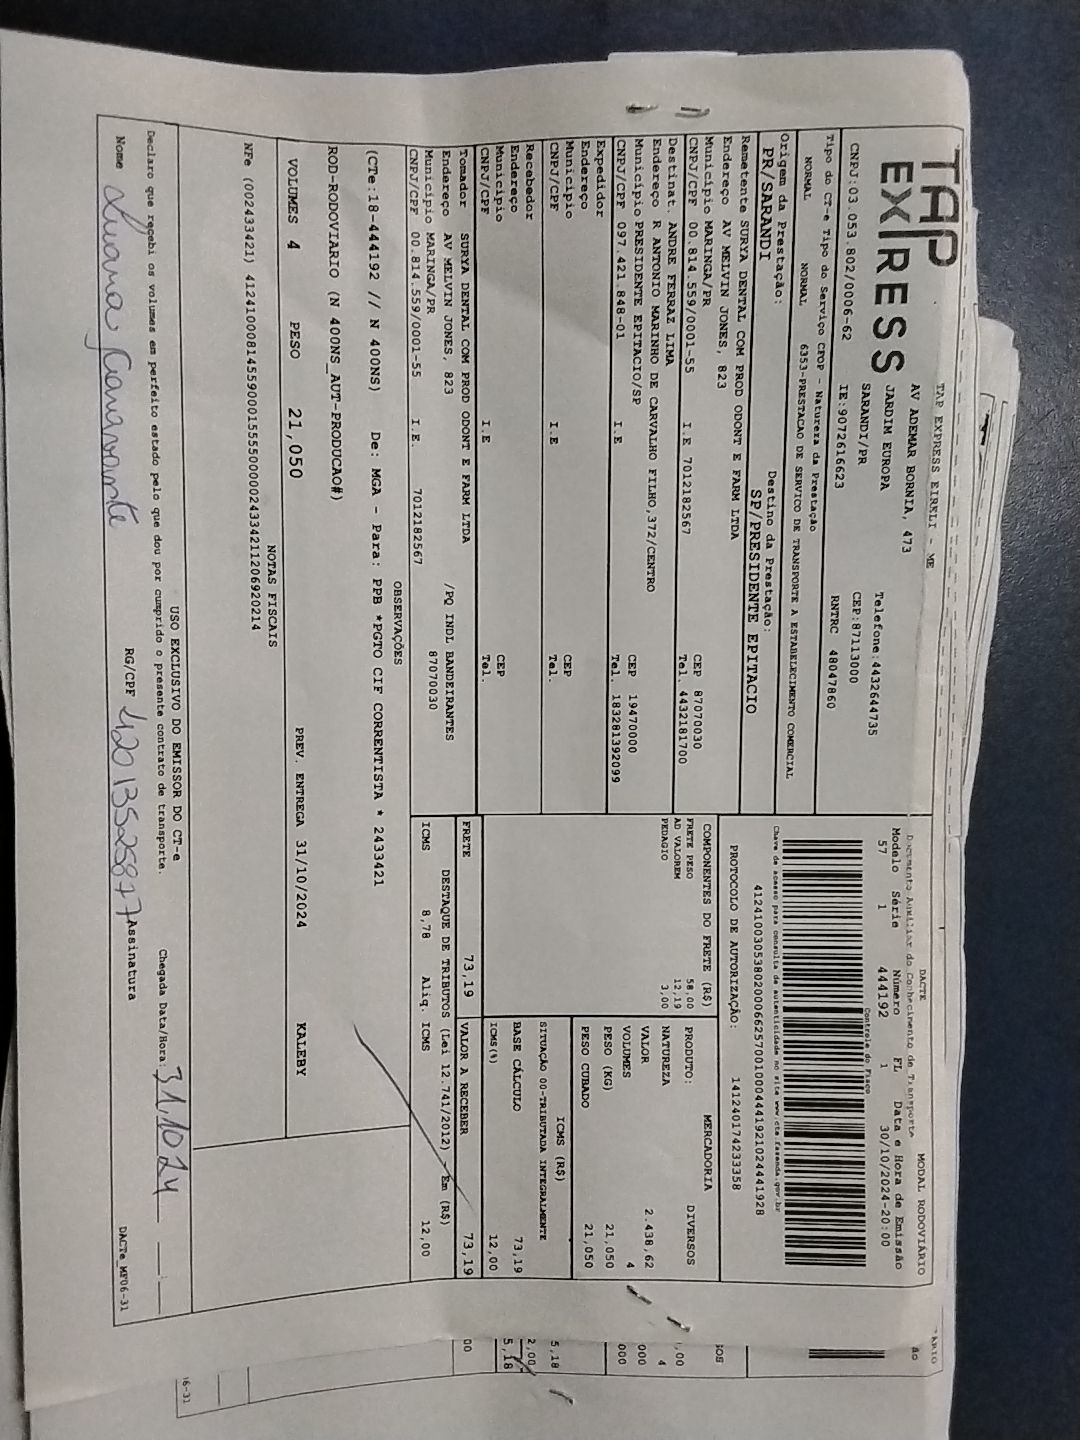 TAP
EXPRESS
TAP EXPRESS EIRELI - ME
AV ADEMAR BORNIA, 473
JARDIM EUROPA
SARANDI/PR
Telefone:4432644735
CEP:87113000
CNPJ:03.053.802/0006-62 IE:9072616623 RNTRC 48047860
Tipo do CT-e Tipo do Serviço CFOP - Natureza da Prestação
NORMAL NORMAL 6353-PRESTACAO DE SERVICO DE TRANSPORTE A ESTABELECIMENTO COMERCIAL
Origem da Prestação: Destino da Prestação:
PR/SARANDI SP/PRESIDENTE EPITACIO
DACTE MODAL RODOVIÁRIO
Documento Auxiliar do Conhecimento de Transporte
Modelo Série Número FL Data e Hora de Emissão
57 1 444192 1 30/10/2024-20:00
Controle do Fisco
Chave de acesso para consulta de autenticidade no site www.cte.fazenda.gov.br
41241003053802000662570010004441921024441928
PROTOCOLO DE AUTORIZAÇÃO: 141240174233358
Remetente SURYA DENTAL COM PROD ODONT E FARM LTDA
Endereço AV MELVIN JONES, 823
Município MARINGA/PR CEP 87070030
CNPJ/CPF 00.814.559/0001-55 I.E 7012182567 Tel. 4432181700
Destinat. ANDRE FERRAZ LIMA
Endereço R ANTONIO MARINHO DE CARVALHO FILHO,372/CENTRO
Município PRESIDENTE EPITACIO/SP CEP 19470000
CNPJ/CPF 097.421.848-01 I.E Tel. 183281392099
Expedidor
Endereço
Município CEP
CNPJ/CPF I.E Tel.
Recebedor
Endereço
Município CEP
CNPJ/CPF I.E Tel.
Tomador SURYA DENTAL COM PROD ODONT E FARM LTDA
Endereço AV MELVIN JONES, 823 /PQ INDL BANDEIRANTES
Município MARINGA/PR 87070030
CNPJ/CPF 00.814.559/0001-55 I.E. 7012182567
COMPONENTES DO FRETE (R$)
FRETE PESO 58,00
AD VALOREM 12,19
PEDAGIO 3,00
MERCADORIA
PRODUTO: DIVERSOS
NATUREZA
VALOR 2.438,62
VOLUMES 4
PESO (KG) 21,050
PESO CUBADO 21,050
ICMS (R$)
SITUAÇÃO 00-TRIBUTADA INTEGRALMENTE
BASE CÁLCULO 73,19
ICMS(%) 12,00
FRETE 73,19 VALOR A RECEBER 73,19
DESTAQUE DE TRIBUTOS (Lei 12.741/2012) - Em (R$)
ICMS 8,78 Aliq. ICMS 12,00
OBSERVAÇÕES
(CTe:18-444192 // N 400NS) De: MGA - Para: PPB *PGTO CIF CORRENTISTA * 2433421
ROD-RODOVIARIO (N 400NS_AUT-PRODUCAO#)
VOLUMES 4 PESO 21,050 PREV. ENTREGA 31/10/2024 KALEBY
NOTAS FISCAIS
NFe (002433421) 41241000814559000155550000024334211206920214
USO EXCLUSIVO DO EMISSOR DO CT-e
Declaro que recebi os volumes em perfeito estado pelo que dou por cumprido o presente contrato de transporte. Chegada Data/Hora: 31.10.24
Nome Luana RG/CPF 42013525877 Assinatura
DACTe_MF06-31